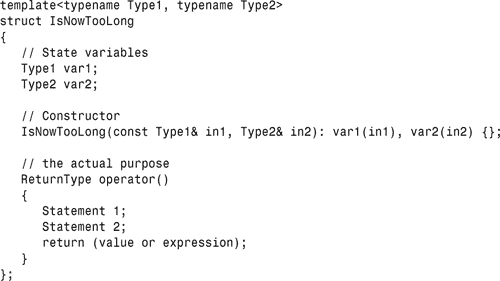 template<typename Type1, typename Type2>
struct IsNowTooLong
{
   // State variables
   Type1 var1;
   Type2 var2;

   // Constructor
   IsNowTooLong(const Type1& in1, Type2& in2): var1(in1), var2(in2) {};

   // the actual purpose
   ReturnType operator()
   {
      Statement 1;
      Statement 2;
      return (value or expression);
   }
};